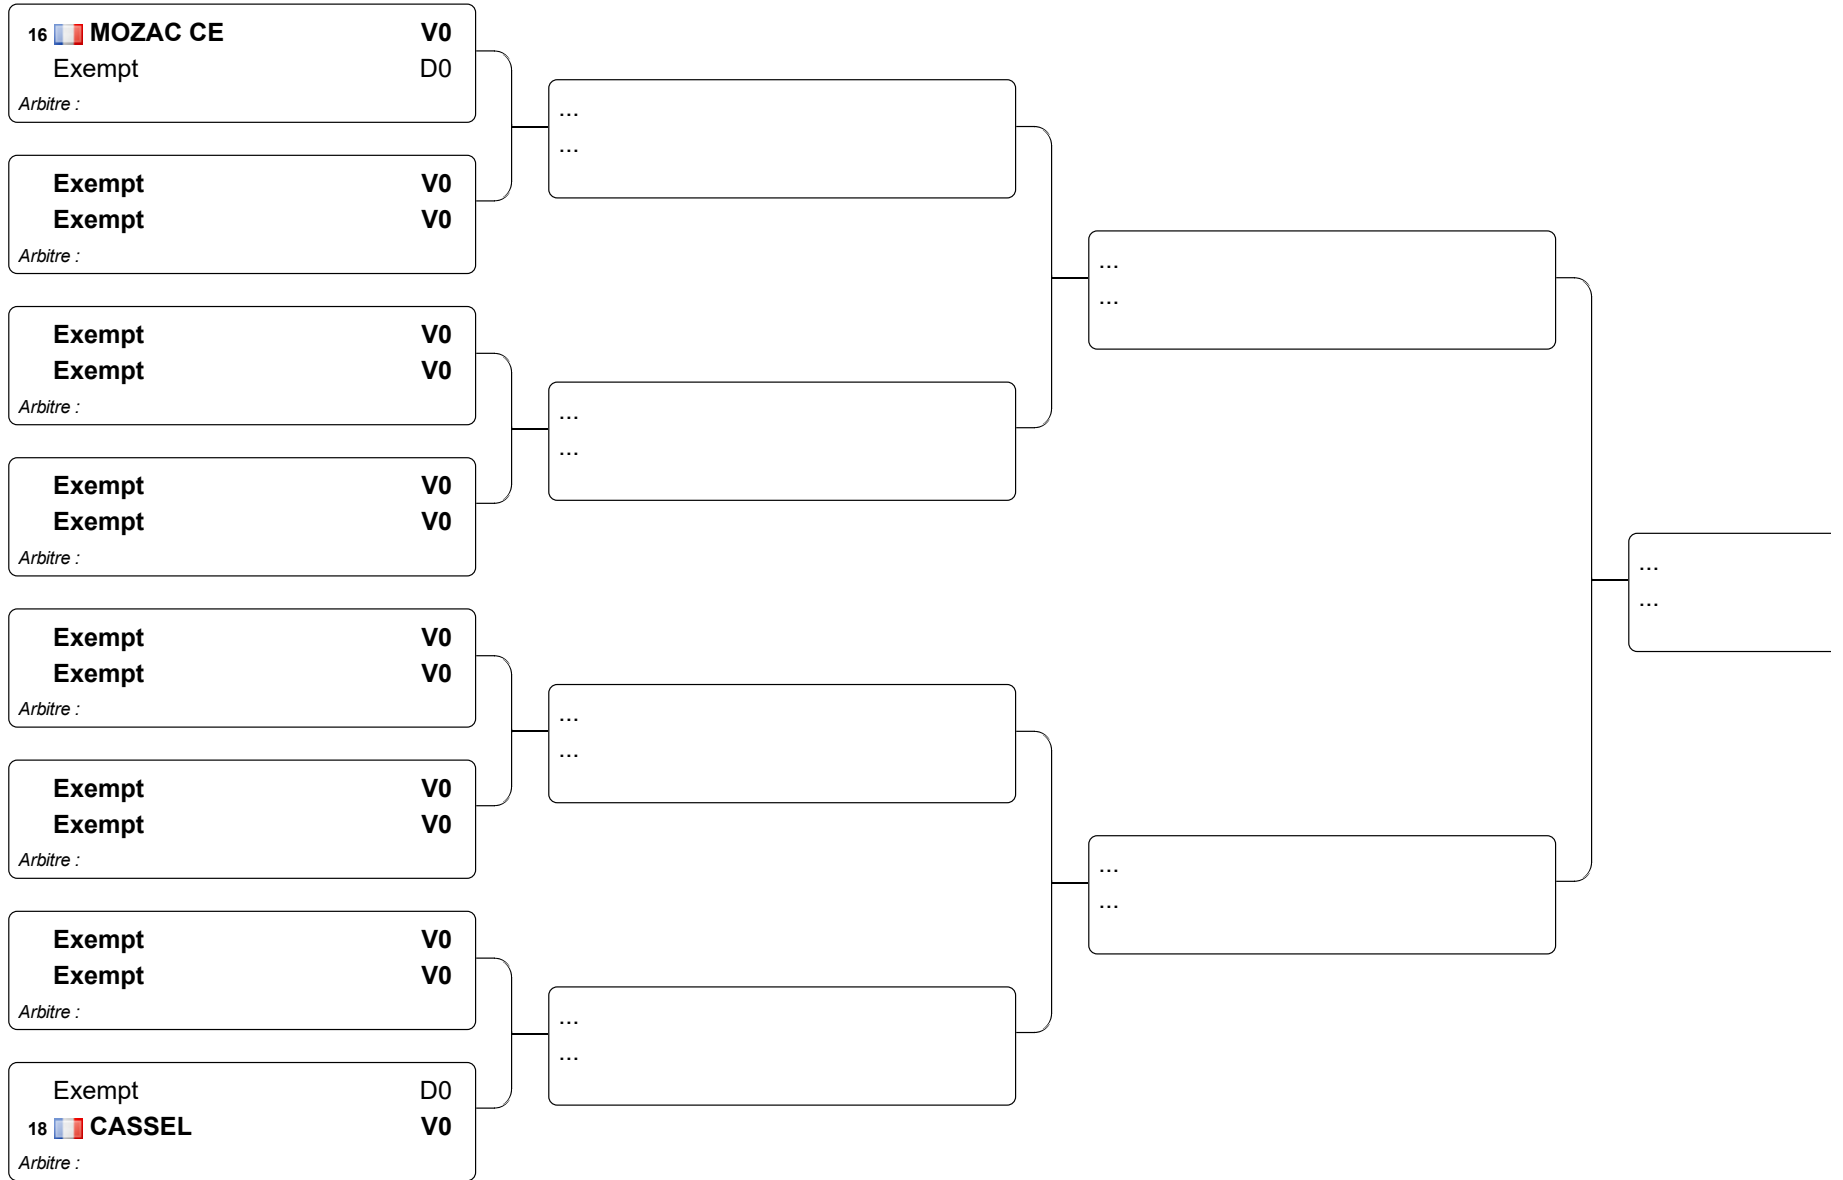 16 MOZAC CE V0
Exempt D0
Arbitre :
Exempt V0
Exempt V0
Arbitre :
Exempt V0
Exempt V0
Arbitre :
Exempt V0
Exempt V0
Arbitre :
Exempt V0
Exempt V0
Arbitre :
Exempt V0
Exempt V0
Arbitre :
Exempt V0
Exempt V0
Arbitre :
Exempt D0
18 CASSEL V0
Arbitre :
...
...
...
...
...
...
...
...
...
...
...
...
...
...